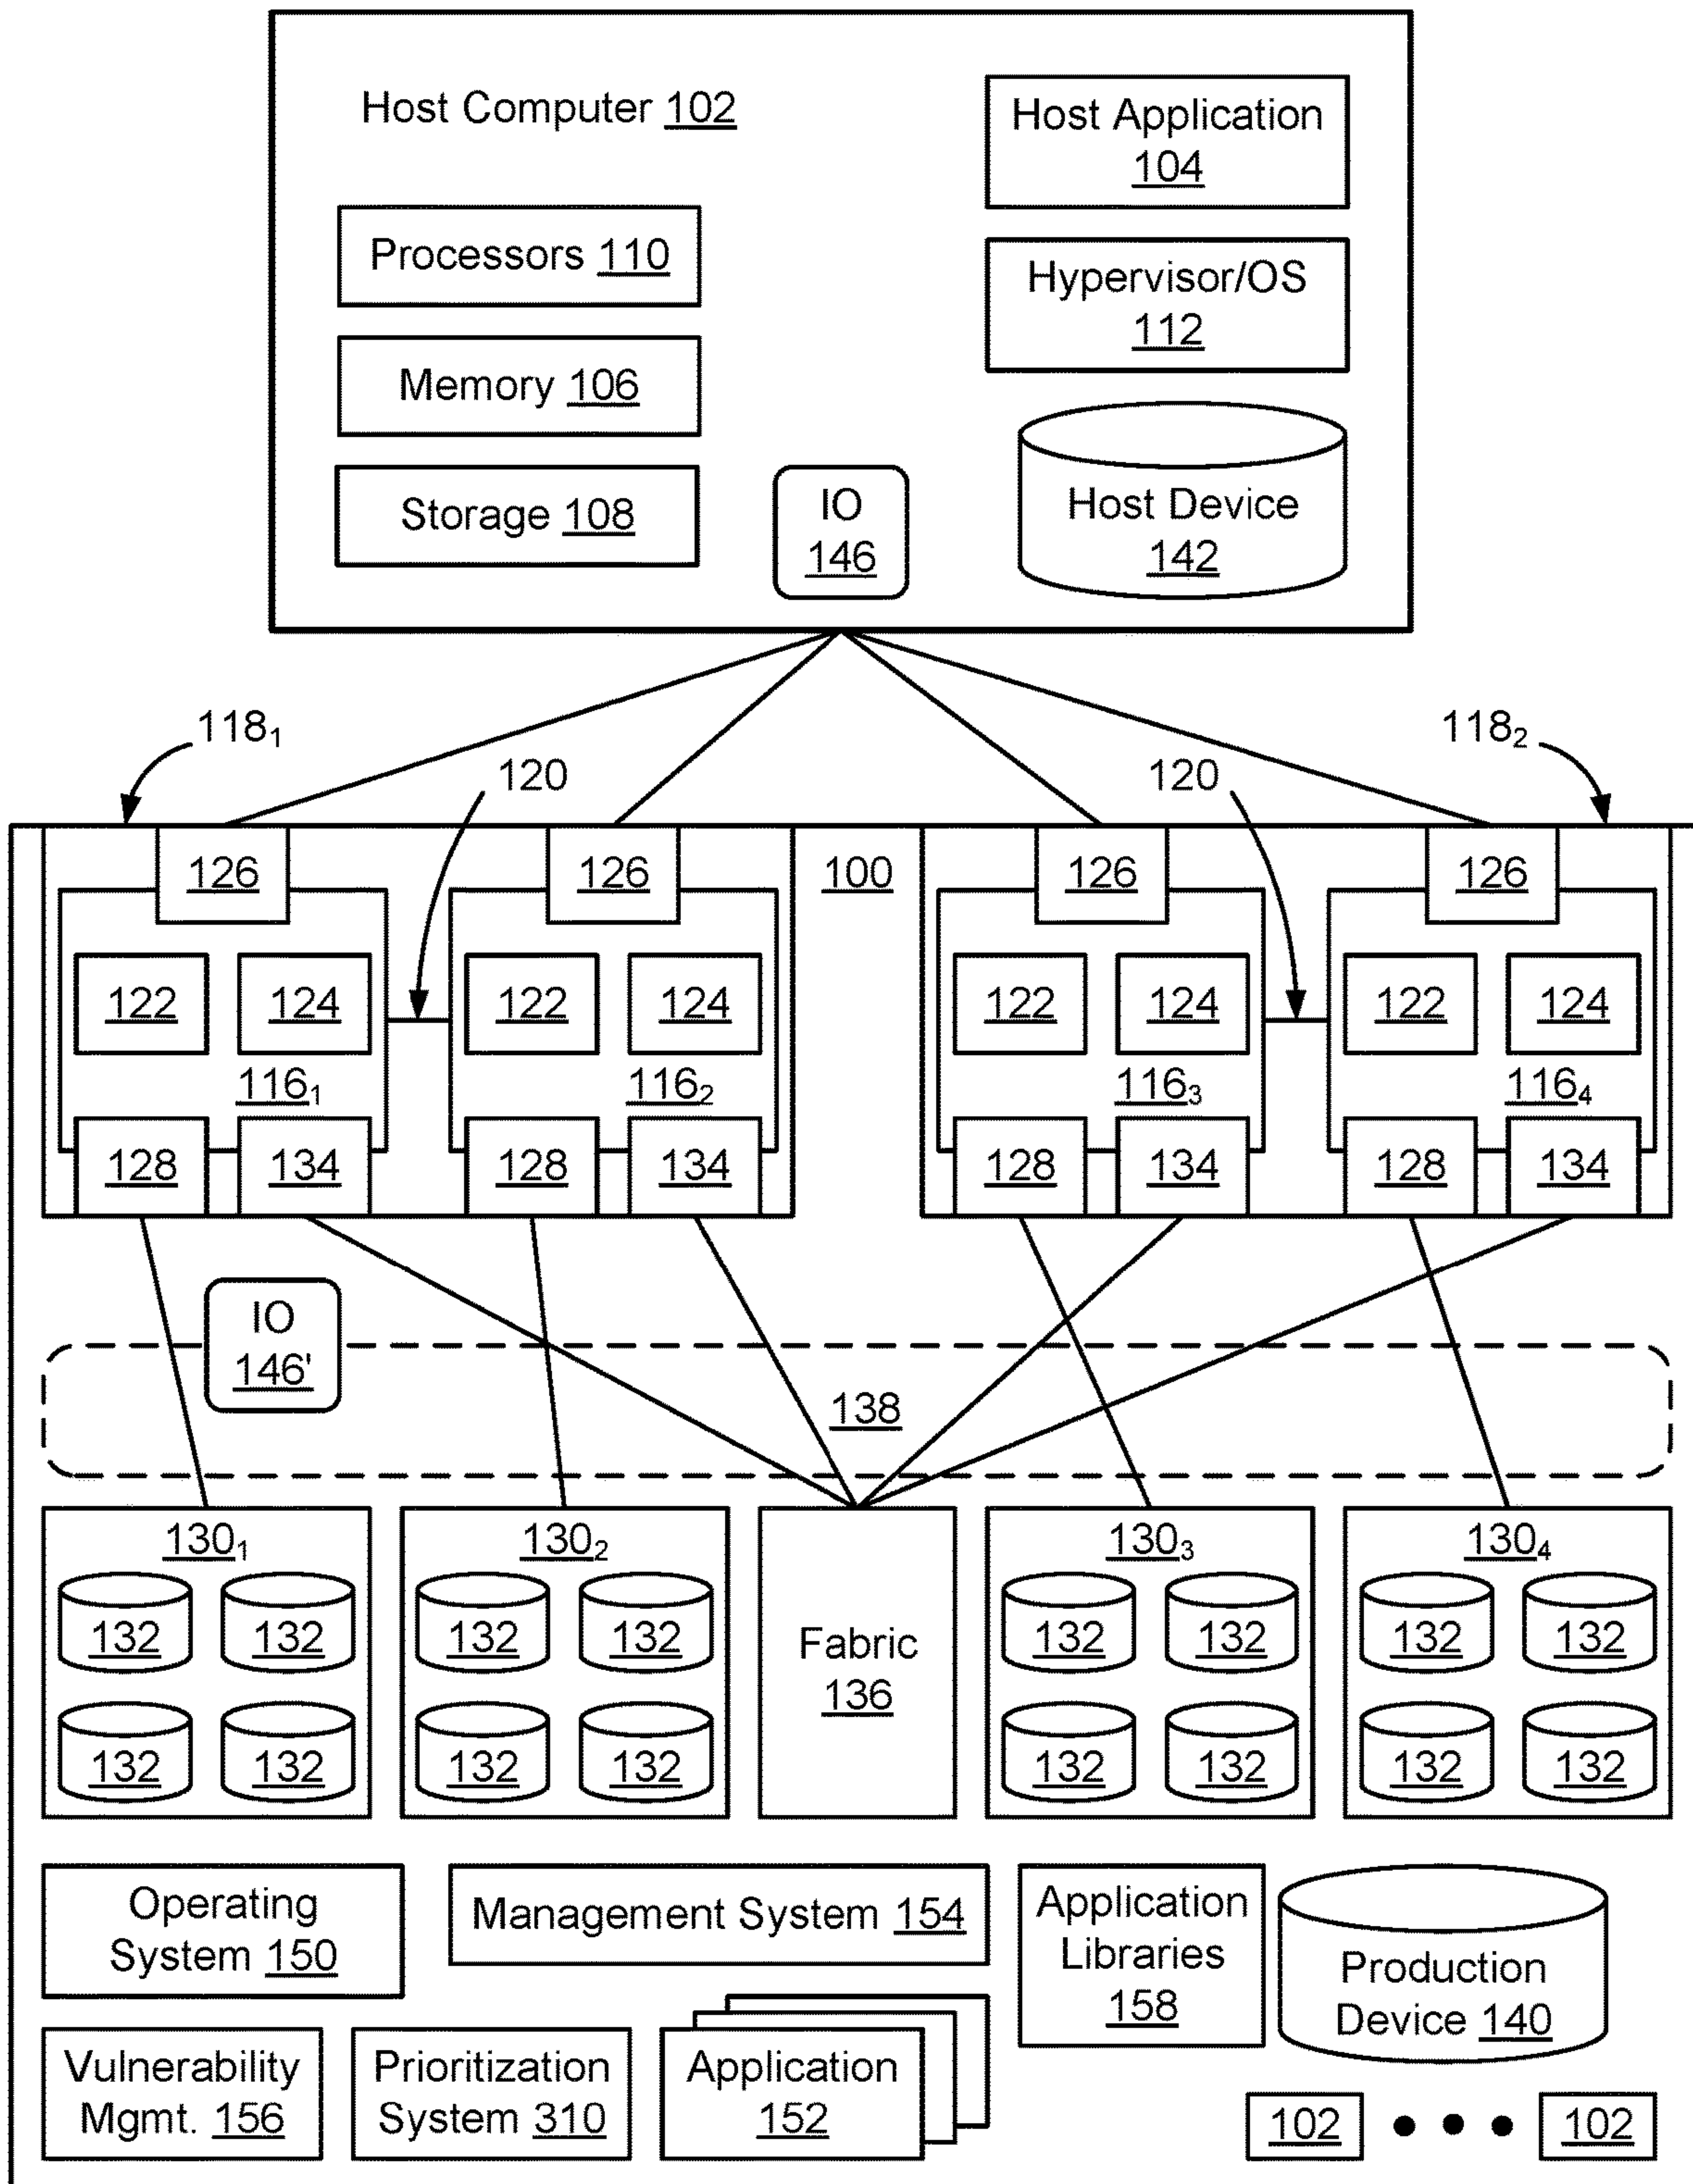 Host Computer 102
Host Application
104
Processors 110
Hypervisor/OS
112
Memory 106
Storage 108
IO
146
Host Device
142
118₁
118₂
120
120
126
126
100
126
126
122
124
122
124
122
124
122
124
116₁
116₂
116₃
116₄
128
134
128
134
128
134
128
134
IO
146'
138
130₁
130₂
130₃
130₄
132
132
132
132
132
132
132
132
Fabric
136
132
132
132
132
132
132
132
132
Operating
System 150
Management System 154
Application
Libraries
158
Production
Device 140
Vulnerability
Mgmt. 156
Prioritization
System 310
Application
152
102
102